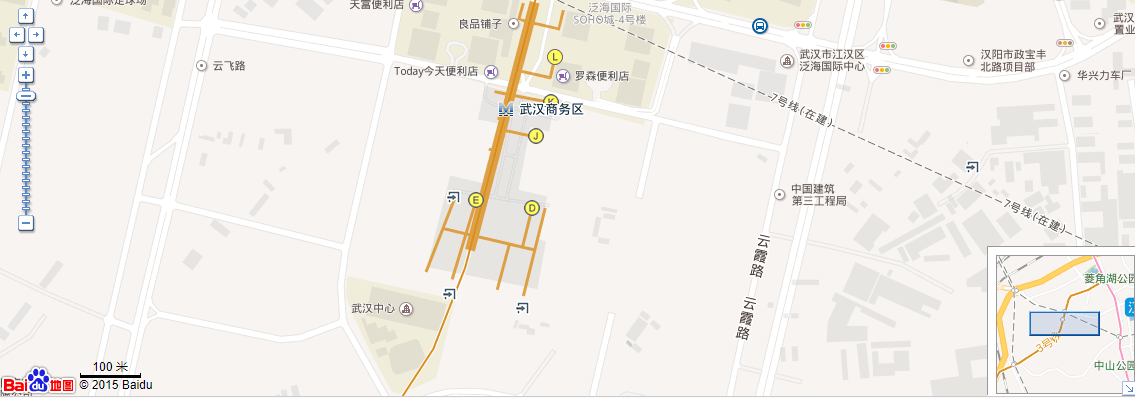 泛海国际足球场
天富便利店
良品铺子
泛海国际
SOHO城-4号楼
武汉
置业
L
武汉市江汉区
泛海国际中心
汉阳市政宝丰
北路项目部
云飞路
Today今天便利店
罗森便利店
华兴力车厂
7号线(在建)
K
武汉商务区
J
中国建筑
第三工程局
E
D
7号线(在建)
云霞路
云霞路
武汉中心
菱角湖公园
江
3号线
中山公园
100 米
Bai du 地图
© 2015 Baidu